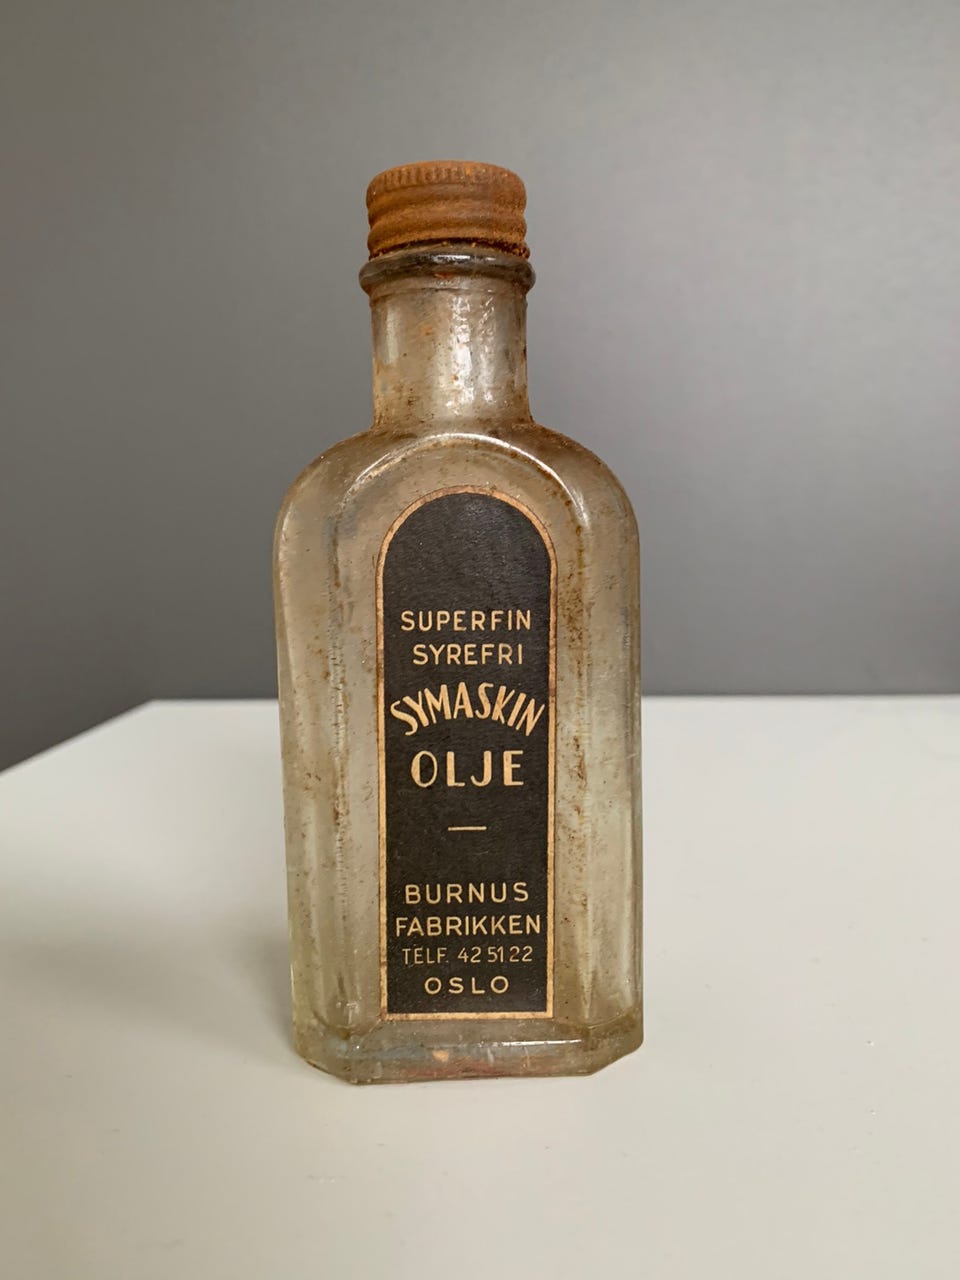 SUPERFIN
SYREFRI
SYMASKIN
OLJE
BURNUS
FABRIKKEN
TELF. 42 51 22
OSLO